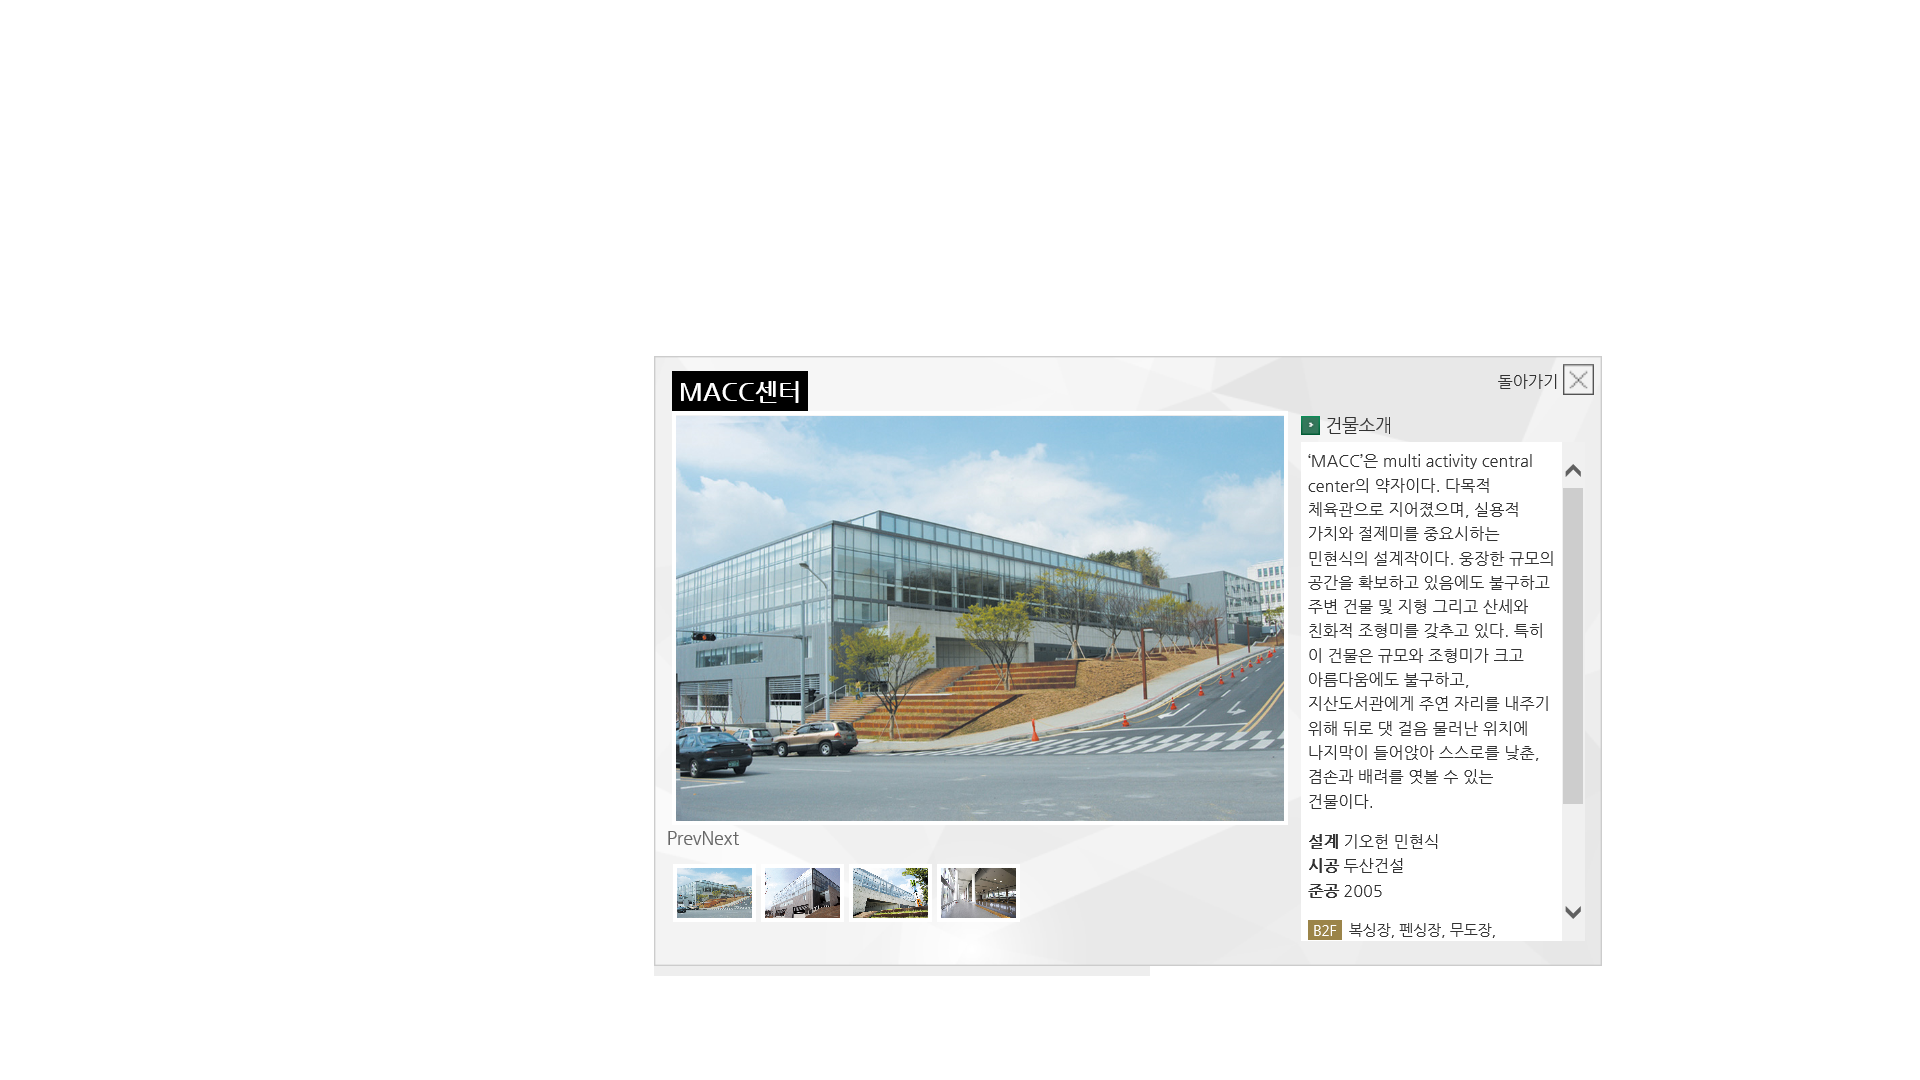 MACC센터
돌아가기
건물소개
‘MACC’은 multi activity central
center의 약자이다. 다목적
체육관으로 지어졌으며, 실용적
가치와 절제미를 중요시하는
민현식의 설계작이다. 웅장한 규모의
공간을 확보하고 있음에도 불구하고
주변 건물 및 지형 그리고 산세와
친화적 조형미를 갖추고 있다. 특히
이 건물은 규모와 조형미가 크고
아름다움에도 불구하고,
지산도서관에게 주연 자리를 내주기
위해 뒤로 댓 걸음 물러난 위치에
나지막이 들어앉아 스스로를 낮춘,
겸손과 배려를 엿볼 수 있는
건물이다.
설계 기오헌 민현식
시공 두산건설
준공 2005
B2F 복싱장, 펜싱장, 무도장,
PrevNext